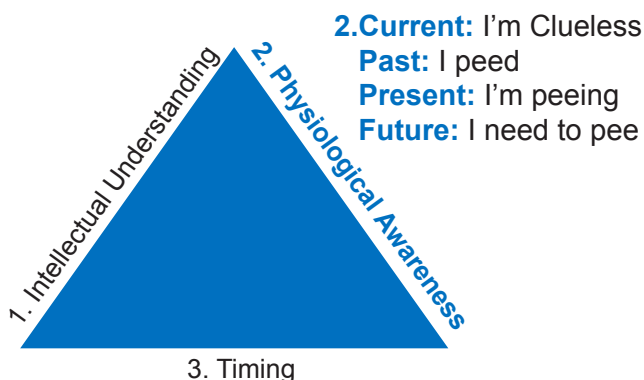 2.Current: I'm Clueless
Past: I peed
Present: I'm peeing
Future: I need to pee
1. Intellectual Understanding
2. Physiological Awareness
3. Timing